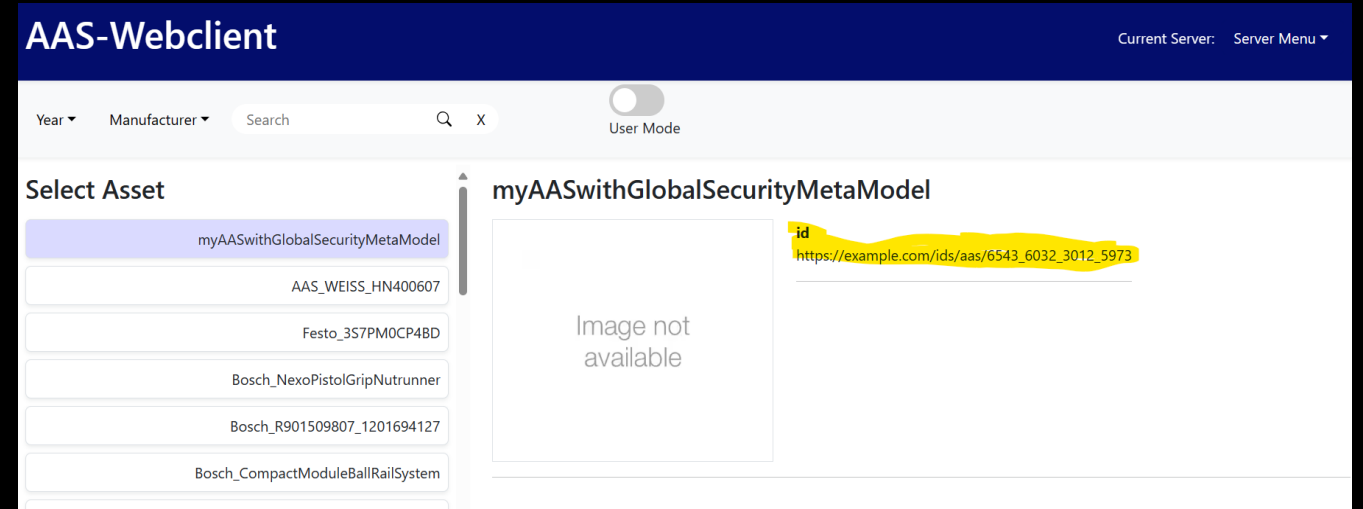 AAS-Webclient
Current Server: Server Menu
Year Manufacturer Search X
User Mode
Select Asset
myAASwithGlobalSecurityMetaModel
AAS_WEISS_HN400607
Festo_3S7PM0CP4BD
Bosch_NexoPistolGripNutrunner
Bosch_R901509807_1201694127
Bosch_CompactModuleBallRailSystem
myAASwithGlobalSecurityMetaModel
Image not
available
id
https://example.com/ids/aas/6543_6032_3012_5973